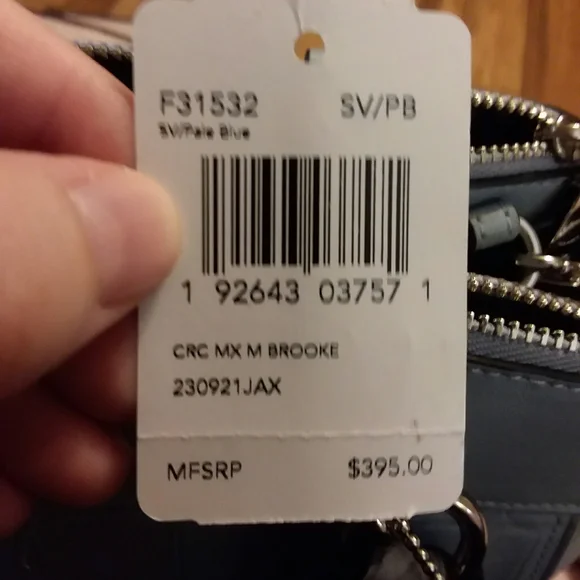 F31532 SV/PB
SV/Pale Blue
1 92643 03757 1
CRC MX M BROOKE
230921JAX
MFSRP $395.00